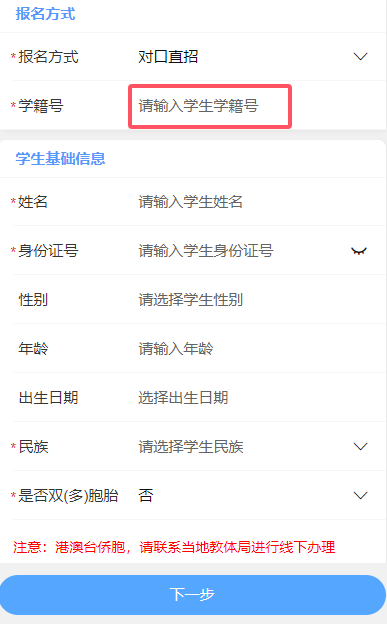 报名方式
*报名方式 对口直招
*学籍号 请输入学生学籍号
学生基础信息
*姓名 请输入学生姓名
*身份证号 请输入学生身份证号
性别 请选择学生性别
年龄 请输入年龄
出生日期 选择出生日期
*民族 请选择学生民族
*是否双(多)胞胎 否
注意：港澳台侨胞，请联系当地教体局进行线下办理
下一步